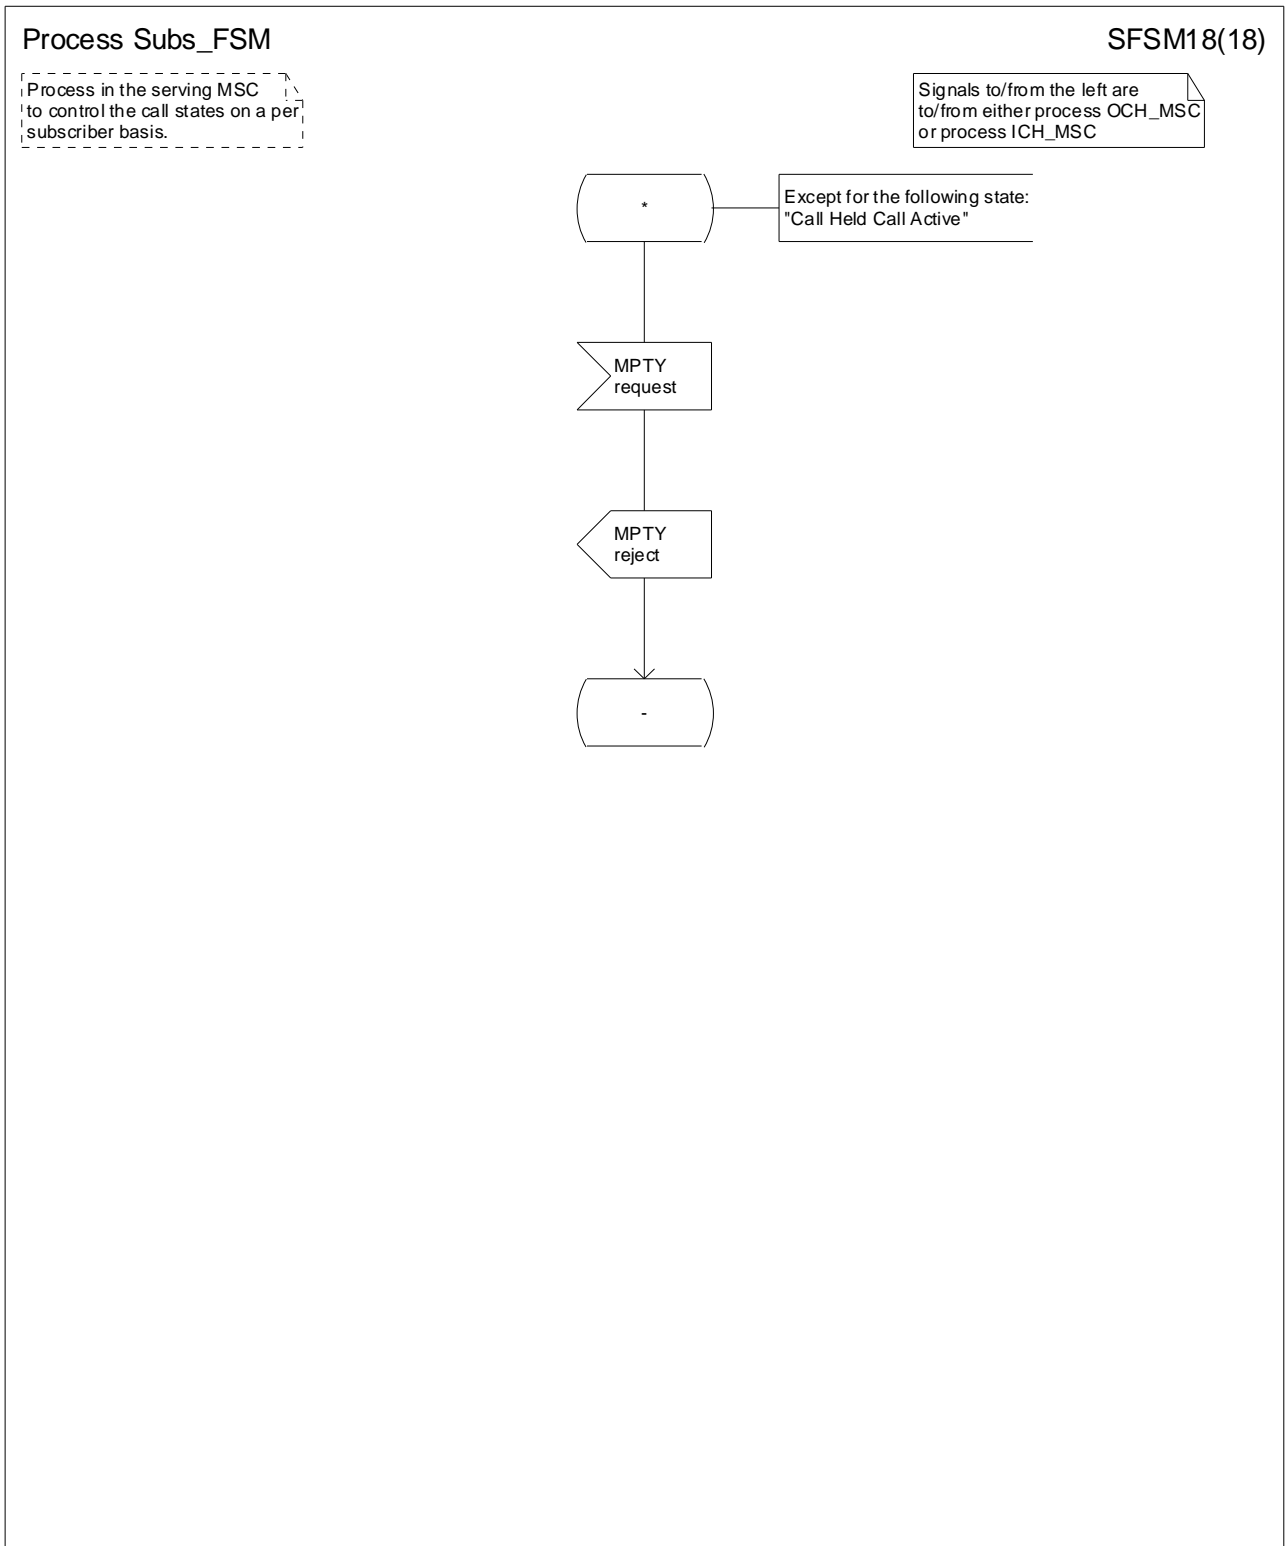 Process Subs_FSM
SFSM18(18)
Process in the serving MSC
to control the call states on a per
subscriber basis.
Signals to/from the left are
to/from either process OCH_MSC
or process ICH_MSC
*
Except for the following state:
"Call Held Call Active"
MPTY
request
MPTY
reject
-